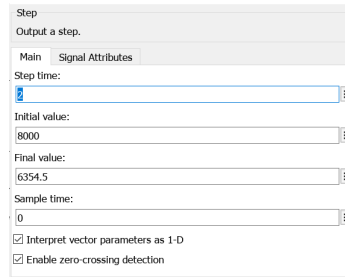 Step
Output a step.
Main Signal Attributes
Step time:
2
Initial value:
8000
Final value:
6354.5
Sample time:
0
Interpret vector parameters as 1-D
Enable zero-crossing detection